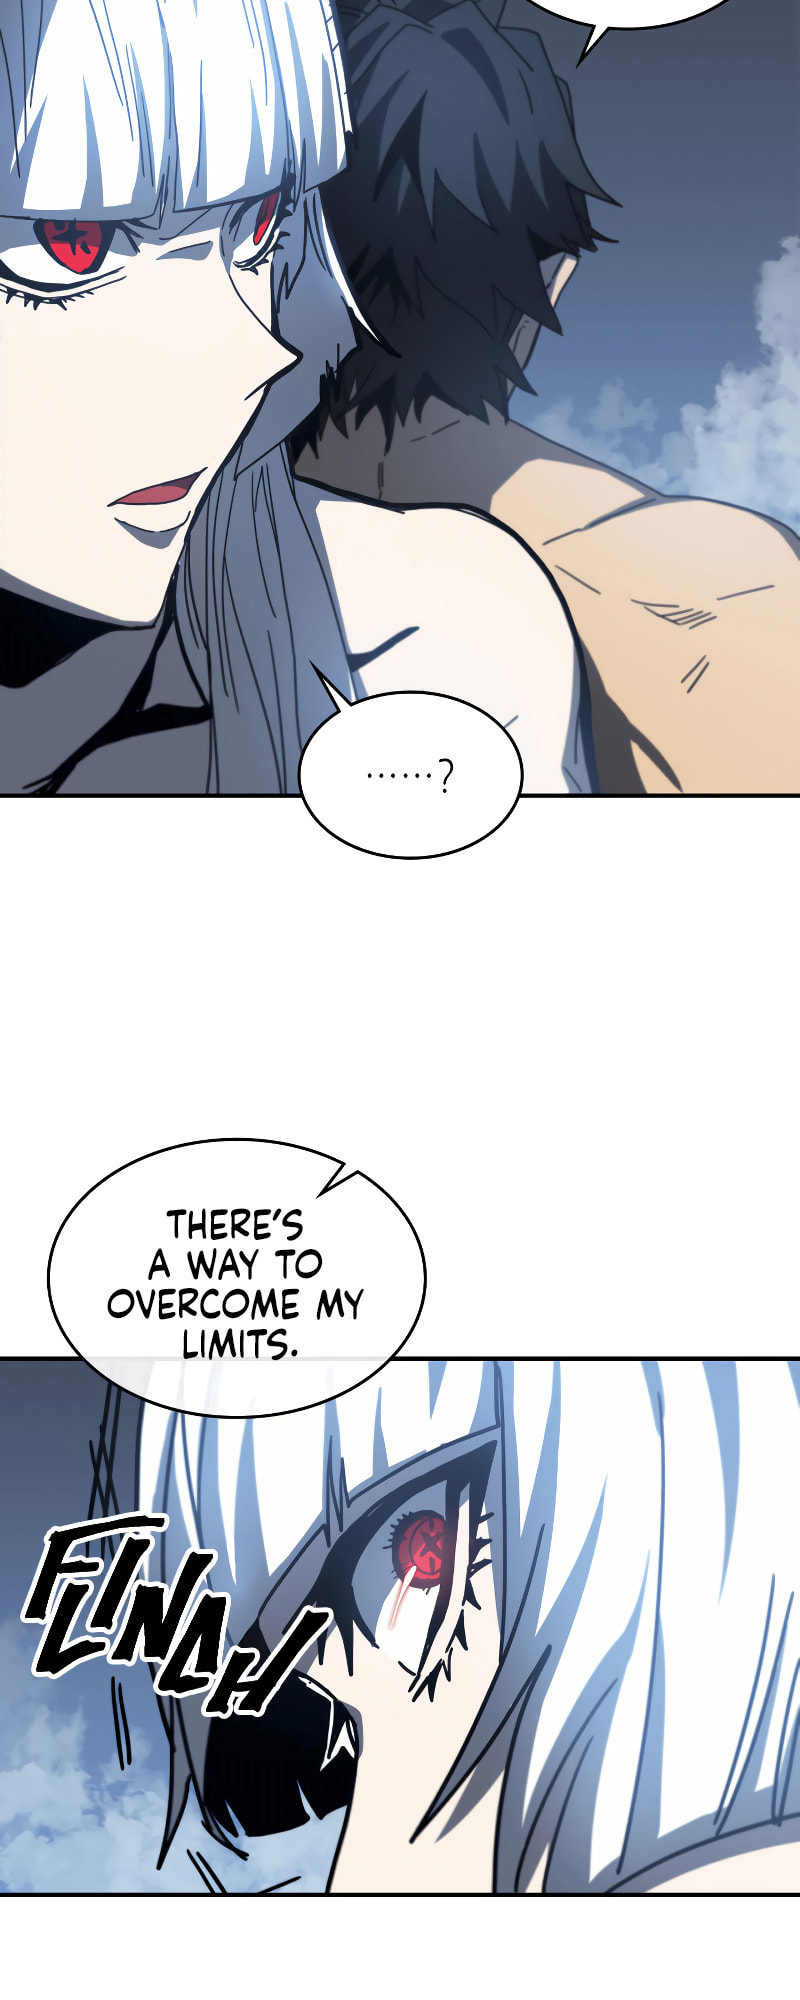 ......?
THERE'S
A WAY TO
OVERCOME MY
LIMITS.
FLINCH